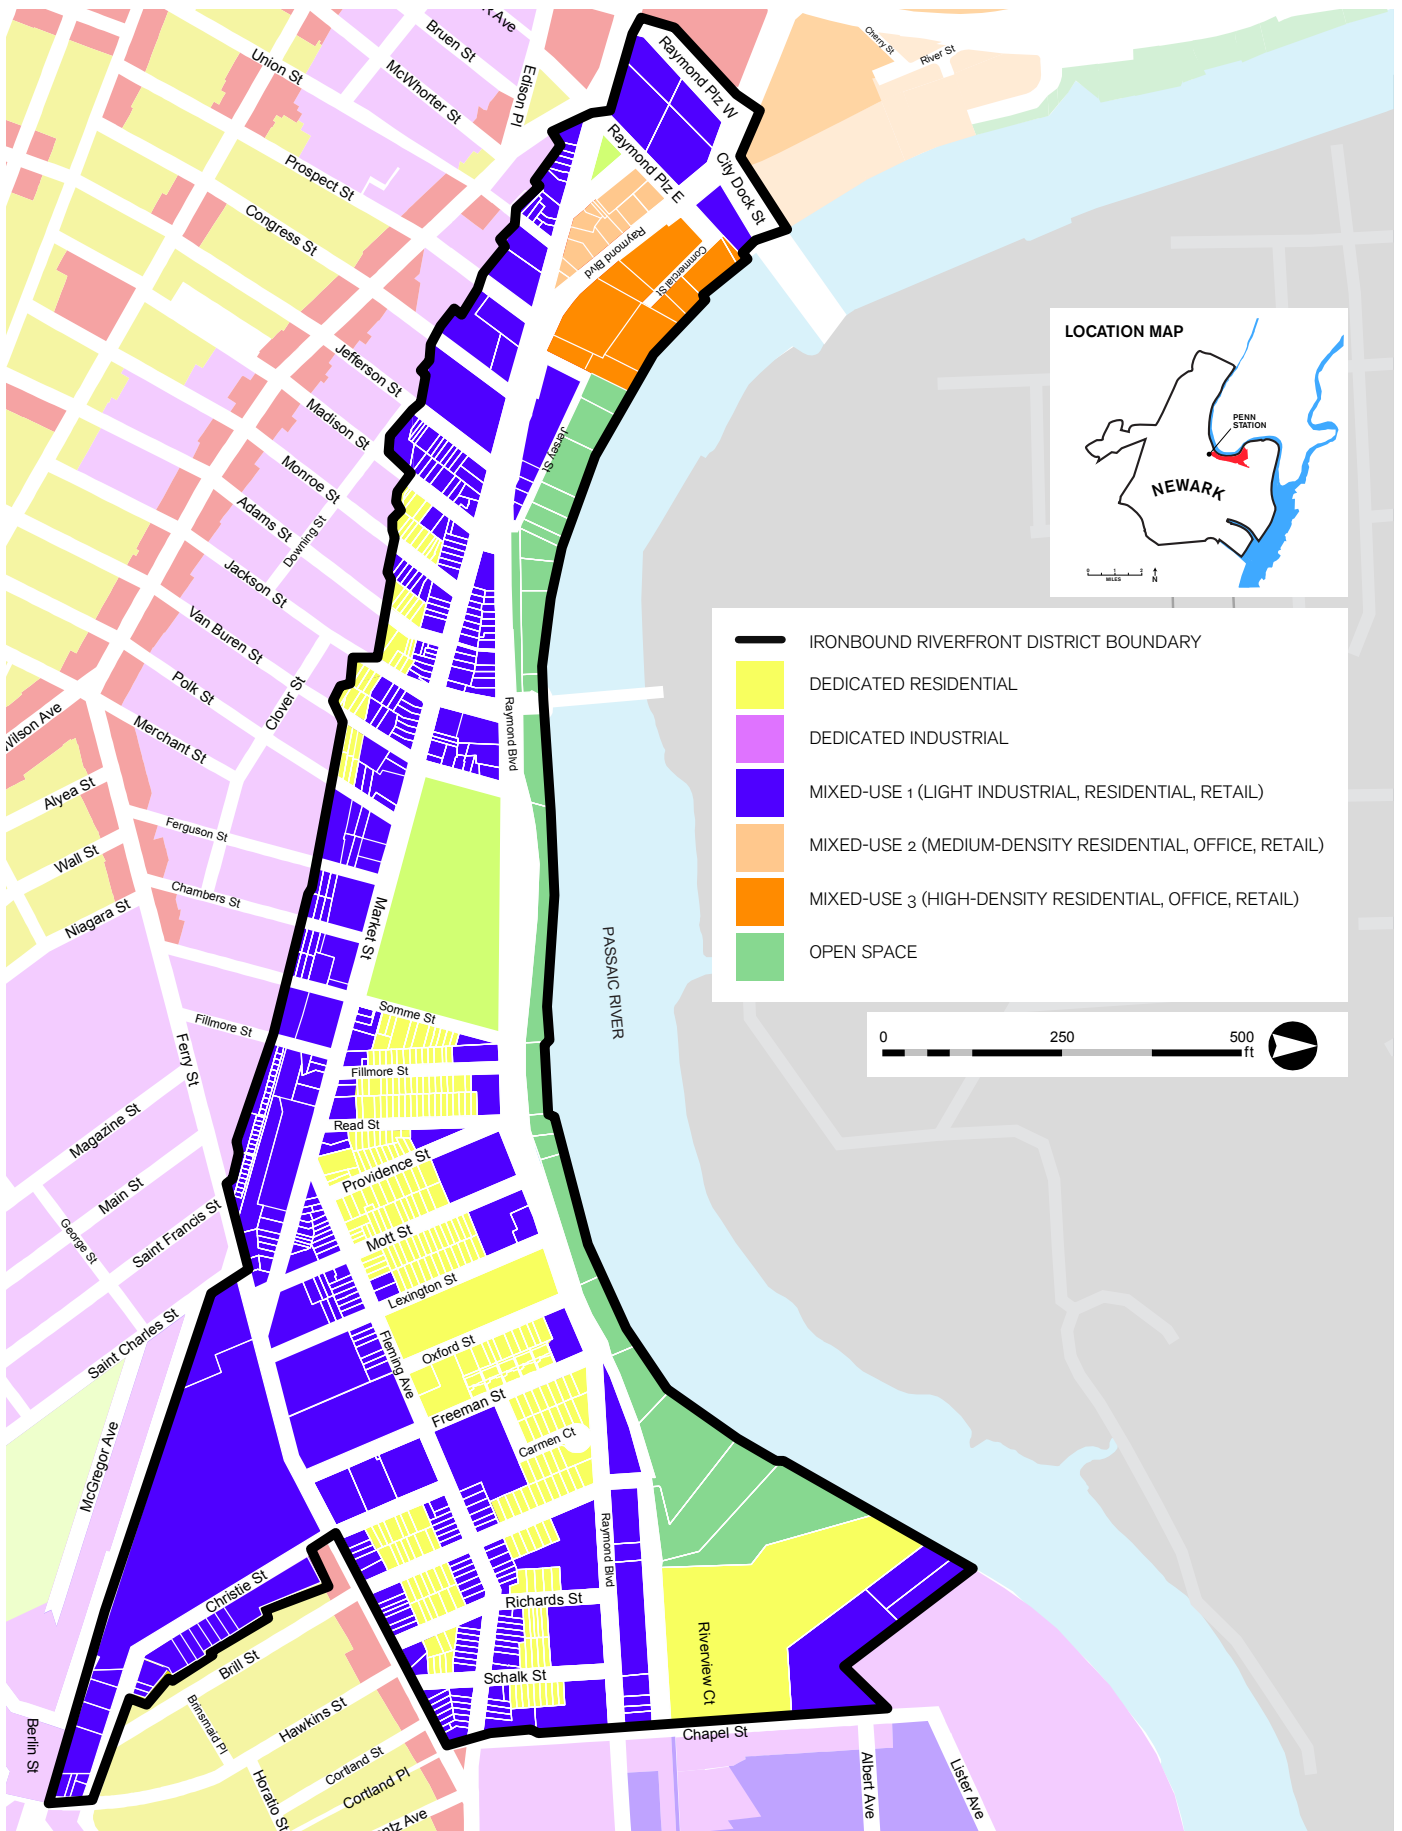 Ave
Bruen St
Union St
McWhorter St
Edison Pl
Raymond Plz W
Cherry St
River St
Prospect St
Raymond Plz E
City Dock St
Congress St
Raymond Blvd
Commercial St
Jefferson St
Madison St
Monroe St
Adams St
Downing St
Jackson St
Jersey St
Van Buren St
Polk St
Clover St
Merchant St
Wilson Ave
Raymond Blvd
Alyea St
Ferguson St
Wall St
Chambers St
Niagara St
Market St
PASSAIC RIVER
Somme St
Fillmore St
Ferry St
Fillmore St
Read St
Magazine St
Providence St
Main St
Saint Francis St
George St
Mott St
Lexington St
Saint Charles St
Oxford St
Fleming Ave
Freeman St
Carmen Ct
McGregor Ave
Raymond Blvd
Christie St
Richards St
Riverview Ct
Brill St
Schalk St
Brinsmaid Pl
Hawkins St
Chapel St
Berlin St
Cortland St
Cortland Pl
Horatio St
ntz Ave
Albert Ave
Lister Ave
LOCATION MAP
PENN
STATION
NEWARK
0 1 2
MILES
N
IRONBOUND RIVERFRONT DISTRICT BOUNDARY
DEDICATED RESIDENTIAL
DEDICATED INDUSTRIAL
MIXED-USE 1 (LIGHT INDUSTRIAL, RESIDENTIAL, RETAIL)
MIXED-USE 2 (MEDIUM-DENSITY RESIDENTIAL, OFFICE, RETAIL)
MIXED-USE 3 (HIGH-DENSITY RESIDENTIAL, OFFICE, RETAIL)
OPEN SPACE
0 250 500
ft